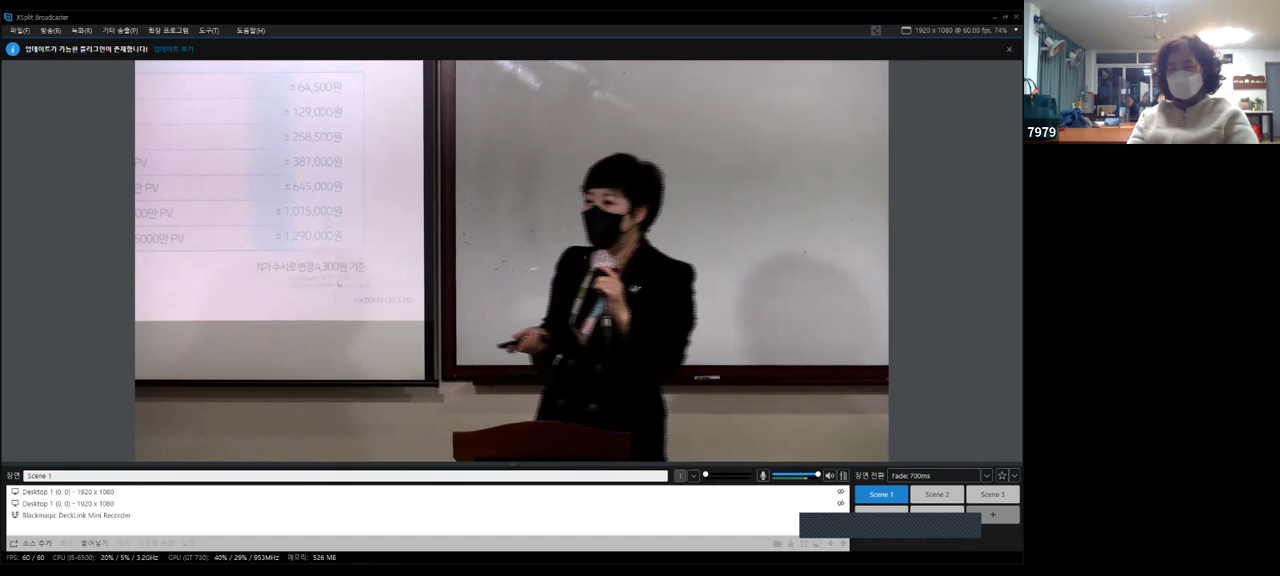 XSplit Broadcaster
파일(F) 방송(B) 녹화(R) 기타 송출(P) 확장 프로그램 도구(T) 도움말(H)
1920 x 1080 @ 60.00 fps, 74%
업데이트가 가능한 플러그인이 존재합니다! 업데이트 보기
± 64,500원
± 129,000원
± 258,500원
PV ± 387,000원
만 PV ± 645,000원
00만 PV ± 1,075,000원
5000만 PV ± 1,290,000원
N가 수시로 변경 4,300원 기준
7979
장면 Scene 1
장면 전환 Fade: 700ms
Desktop 1 (0, 0) - 1920 x 1080
Desktop 1 (0, 0) - 1920 x 1080
Blackmagic DeckLink Mini Recorder
Scene 1 Scene 2 Scene 3
소스 추가 붙여넣기
FPS: 60 / 60 CPU (I5-6500): 20% / 5% / 3.2GHz GPU (GT 730): 40% / 29% / 953MHz 메모리: 526 MB